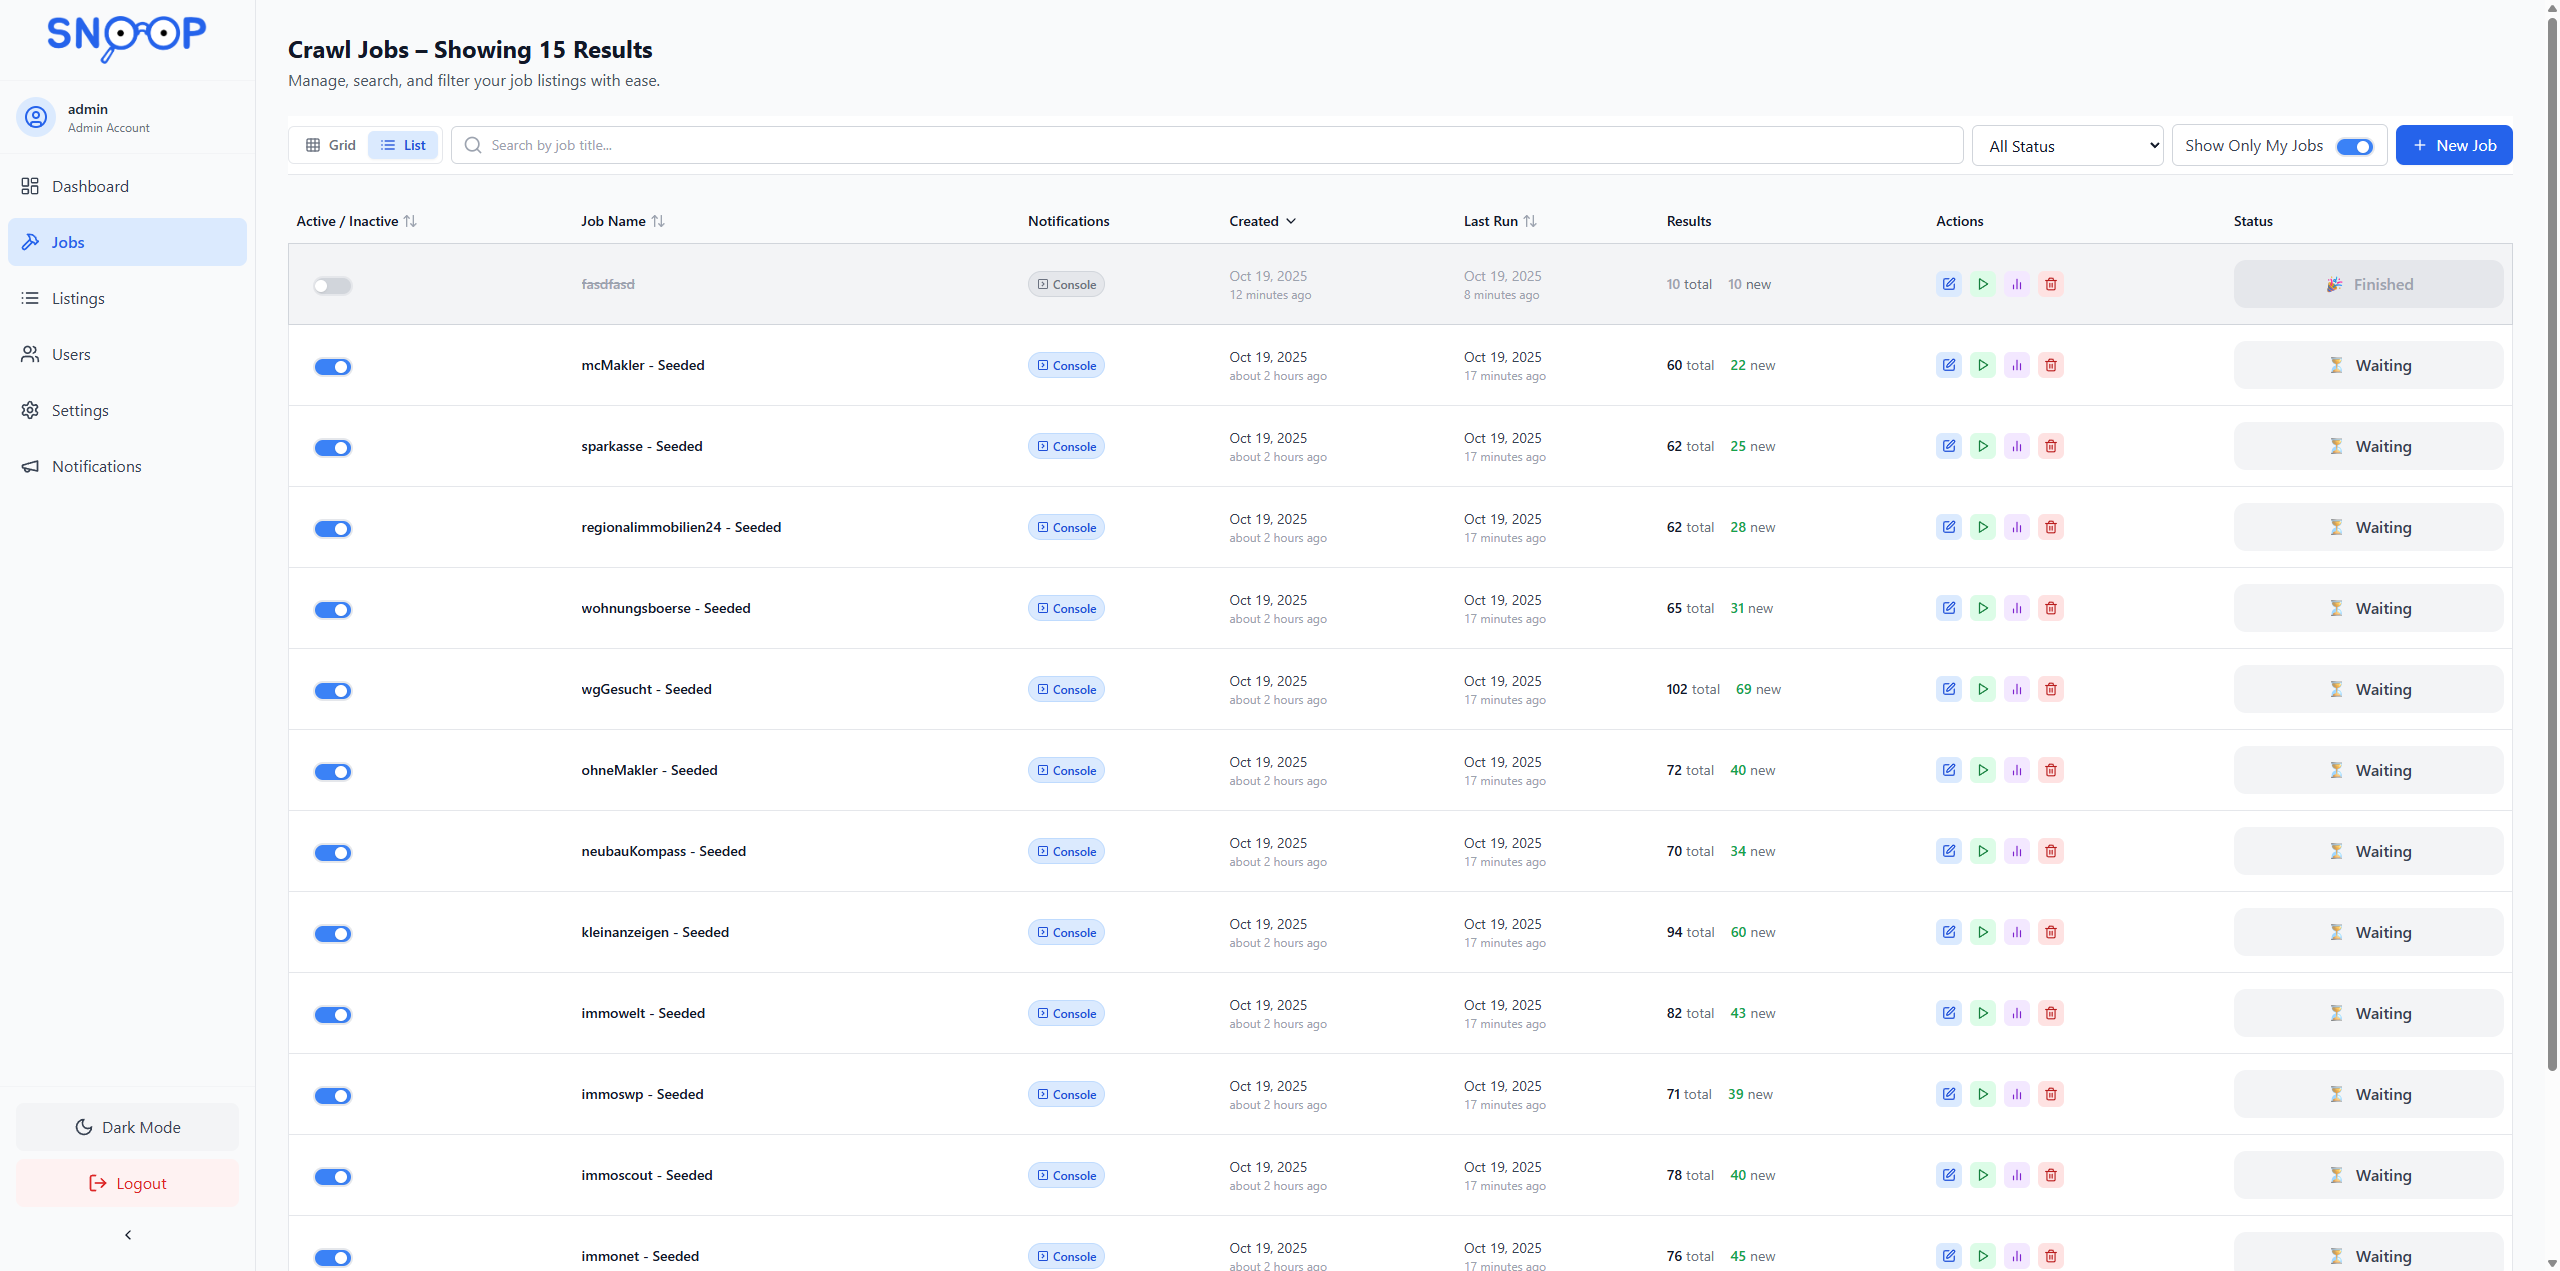 SNOOP
admin
Admin Account
Dashboard
Jobs
Listings
Users
Settings
Notifications
Dark Mode
Logout
Crawl Jobs – Showing 15 Results
Manage, search, and filter your job listings with ease.
Grid List Search by job title... All Status Show Only My Jobs + New Job
Active / Inactive Job Name Notifications Created Last Run Results Actions Status
fasdfasd Console Oct 19, 2025 Oct 19, 2025 10 total 10 new Finished
12 minutes ago 8 minutes ago
mcMakler - Seeded Console Oct 19, 2025 Oct 19, 2025 60 total 22 new Waiting
about 2 hours ago 17 minutes ago
sparkasse - Seeded Console Oct 19, 2025 Oct 19, 2025 62 total 25 new Waiting
about 2 hours ago 17 minutes ago
regionalimmobilien24 - Seeded Console Oct 19, 2025 Oct 19, 2025 62 total 28 new Waiting
about 2 hours ago 17 minutes ago
wohnungsboerse - Seeded Console Oct 19, 2025 Oct 19, 2025 65 total 31 new Waiting
about 2 hours ago 17 minutes ago
wgGesucht - Seeded Console Oct 19, 2025 Oct 19, 2025 102 total 69 new Waiting
about 2 hours ago 17 minutes ago
ohneMakler - Seeded Console Oct 19, 2025 Oct 19, 2025 72 total 40 new Waiting
about 2 hours ago 17 minutes ago
neubauKompass - Seeded Console Oct 19, 2025 Oct 19, 2025 70 total 34 new Waiting
about 2 hours ago 17 minutes ago
kleinanzeigen - Seeded Console Oct 19, 2025 Oct 19, 2025 94 total 60 new Waiting
about 2 hours ago 17 minutes ago
immowelt - Seeded Console Oct 19, 2025 Oct 19, 2025 82 total 43 new Waiting
about 2 hours ago 17 minutes ago
immoswp - Seeded Console Oct 19, 2025 Oct 19, 2025 71 total 39 new Waiting
about 2 hours ago 17 minutes ago
immoscout - Seeded Console Oct 19, 2025 Oct 19, 2025 78 total 40 new Waiting
about 2 hours ago 17 minutes ago
immonet - Seeded Console Oct 19, 2025 Oct 19, 2025 76 total 45 new Waiting
about 2 hours ago 17 minutes ago